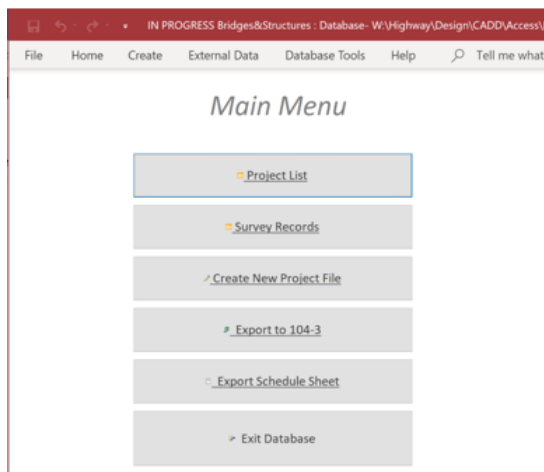 IN PROGRESS Bridges&Structures : Database- W:\Highway\Design\CADD\Access\
File Home Create External Data Database Tools Help Tell me what
Main Menu
Project List
Survey Records
Create New Project File
Export to 104-3
Export Schedule Sheet
Exit Database